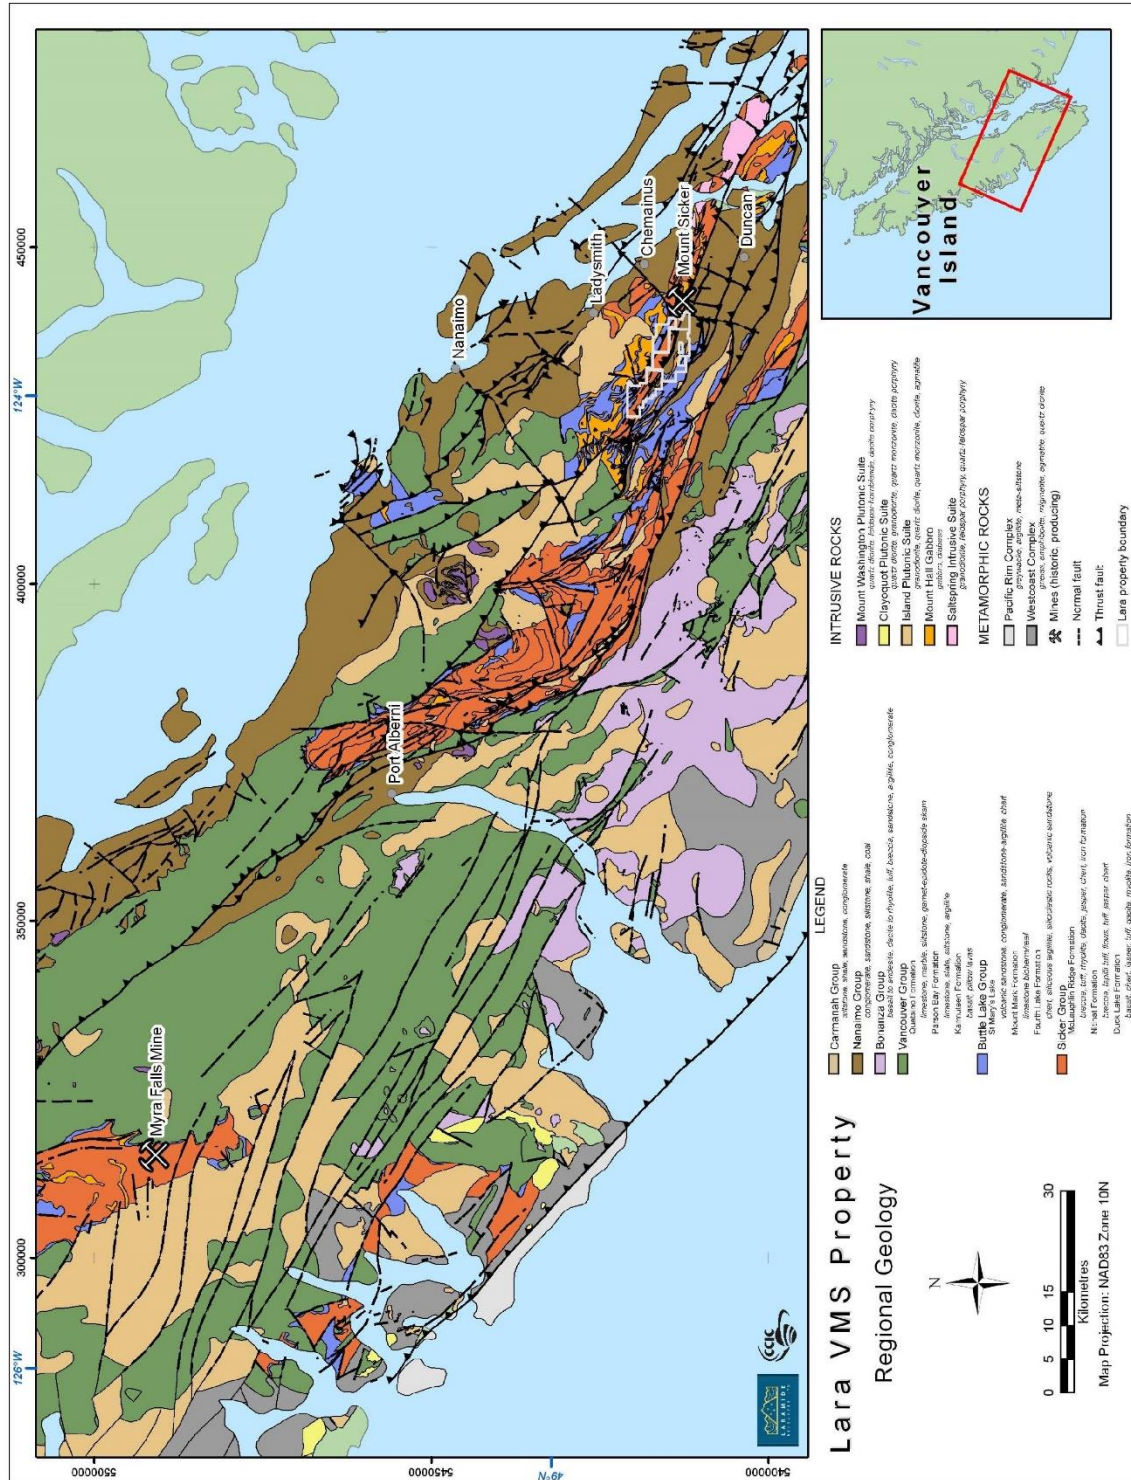 126°W
300000
350000
400000
124°W
450000
5500000
5450000
49°N
5400000
Myra Falls Mine
Port Alberni
Nanaimo
Ladysmith
Chemainus
Mount Sicker
Duncan
LARAMIDE
CCIC
Lara VMS Property
Regional Geology
N
0 5 10 15 30
Kilometres
Map Projection: NAD83 Zone 10N
LEGEND
Carmanah Group
siltstone, shale, sandstone, conglomerate
Nanaimo Group
conglomerate, sandstone, siltstone, shale, coal
Bonanza Group
basalt to andesite, dacite to rhyolite, tuff, breccia, sandstone, argillite, conglomerate
Vancouver Group
Quatsino Formation
limestone, marble, siltstone, garnet-epidote-diopside skarn
Parson Bay Formation
limestone, slate, siltstone, argillite
Karmutsen Formation
basalt, pillow lavas
Buttle Lake Group
St Mary's Lake
volcanic sandstone, conglomerate, sandstone-argillite, chert
Mount Mark Formation
limestone
Fourth Lake Formation
chert, siliceous argillite, siliciclastic rocks, volcanic sandstone
Sicker Group
McLaughlin Ridge Formation
breccia, tuff, rhyolite, dacite, jasper, chert, iron formation
Nitinat Formation
breccia, lapilli tuff, flows, tuff, jasper, chert
Duck Lake Formation
basalt, chert, jasper, tuff, dacite, rhyolite, iron formation
INTRUSIVE ROCKS
Mount Washington Plutonic Suite
quartz diorite, feldspar-hornblende, dacite porphyry
Clayoquot Plutonic Suite
quartz diorite, granodiorite, quartz monzonite, dacite porphyry
Island Plutonic Suite
granodiorite, quartz diorite, quartz monzonite, diorite, agmatite
Mount Hall Gabbro
gabbro, diabase
Saltspring Intrusive Suite
granodiorite, feldspar porphyry, quartz-feldspar porphyry
METAMORPHIC ROCKS
Pacific Rim Complex
greywacke, argillite, meta-siltstone
Westcoast Complex
gneiss, amphibolite, migmatite, agmatite, quartz diorite
Mines (historic, producing)
Normal fault
Thrust fault
Lara property boundary
Vancouver
Island